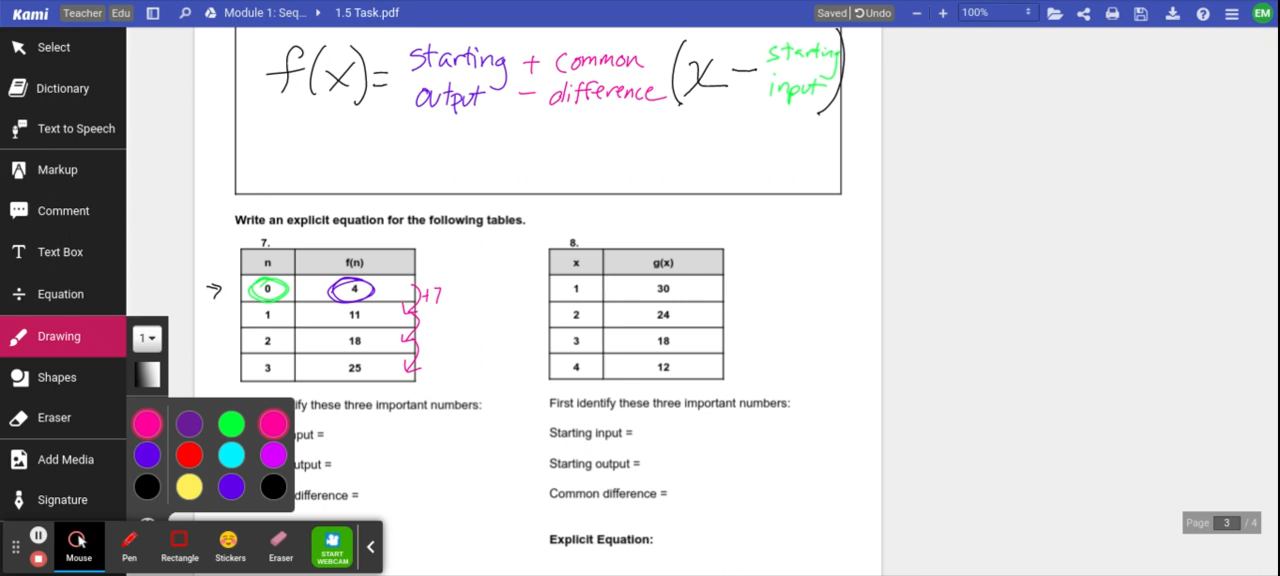 Kami Teacher Edu Module 1: Seq... 1.5 Task.pdf Saved Undo 100% EM
Select
Dictionary
Text to Speech
Markup
Comment
Text Box
Equation
Drawing
Shapes
Eraser
Add Media
Signature
1
f(x)= starting output + - common difference (x - starting input)
Write an explicit equation for the following tables.
7.
n f(n)
0 4
1 11
2 18
3 25
+7
ify these three important numbers:
put =
utput =
difference =
8.
x g(x)
1 30
2 24
3 18
4 12
First identify these three important numbers:
Starting input =
Starting output =
Common difference =
Explicit Equation:
Page 3 / 4
Mouse Pen Rectangle Stickers Eraser START WEBCAM